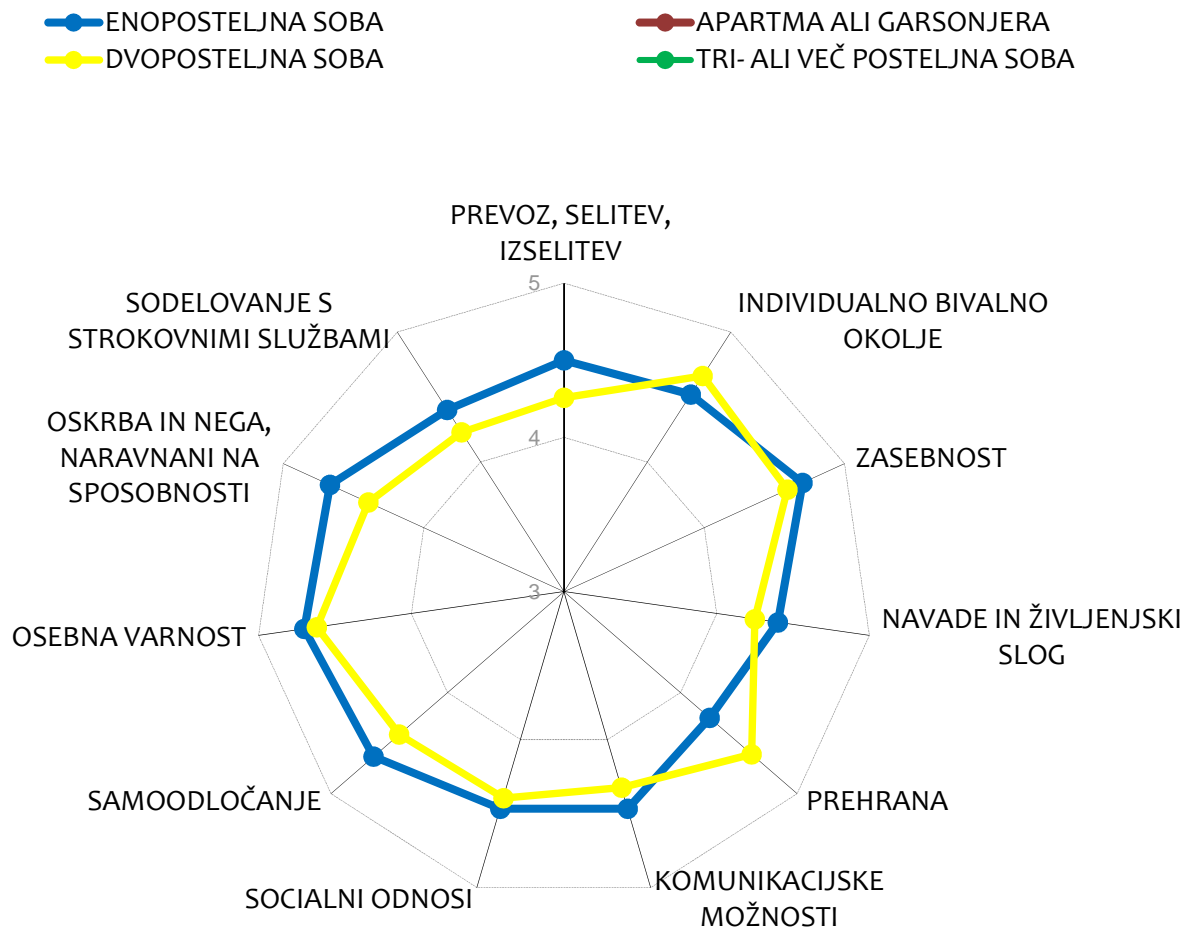 ENOPOSTELJNA SOBA
APARTMA ALI GARSONJERA
DVOPOSTELJNA SOBA
TRI- ALI VEČ POSTELJNA SOBA
PREVOZ, SELITEV,
IZSELITEV
5
SODELOVANJE S
STROKOVNIMI SLUŽBAMI
INDIVIDUALNO BIVALNO
OKOLJE
OSKRBA IN NEGA,
NARAVNANI NA
SPOSOBNOSTI
4
ZASEBNOST
3
OSEBNA VARNOST
NAVADE IN ŽIVLJENJSKI
SLOG
SAMOODLOČANJE
PREHRANA
SOCIALNI ODNOSI
KOMUNIKACIJSKE
MOŽNOSTI